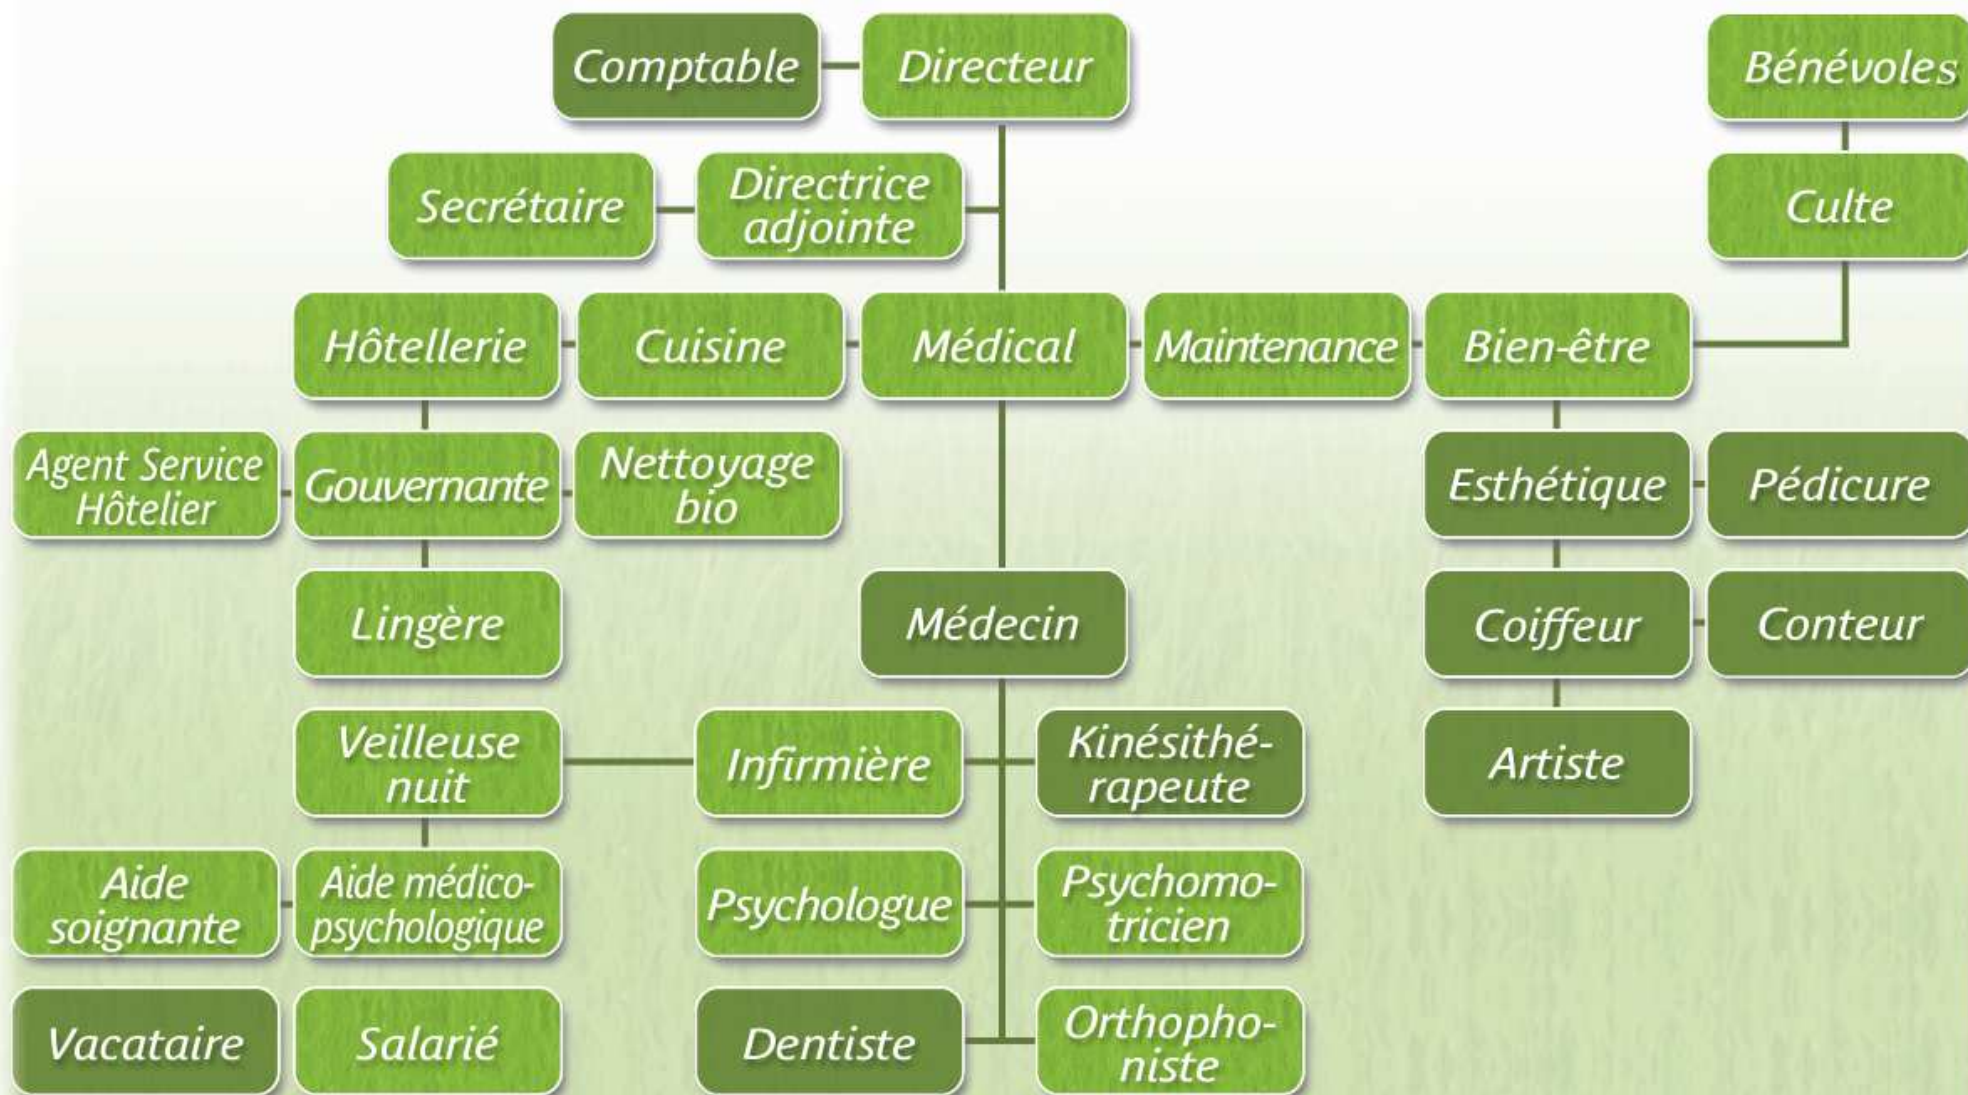 Comptable
Directeur
Bénévoles
Secrétaire
Directrice
adjointe
Culte
Hôtellerie
Cuisine
Médical
Maintenance
Bien-être
Agent Service
Hôtelier
Gouvernante
Nettoyage
bio
Esthétique
Pédicure
Lingère
Médecin
Coiffeur
Conteur
Veilleuse
nuit
Infirmière
Kinésithé-
rapeute
Artiste
Aide
soignante
Aide médico-
psychologique
Psychologue
Psychomo-
tricien
Vacataire
Salarié
Dentiste
Orthopho-
niste